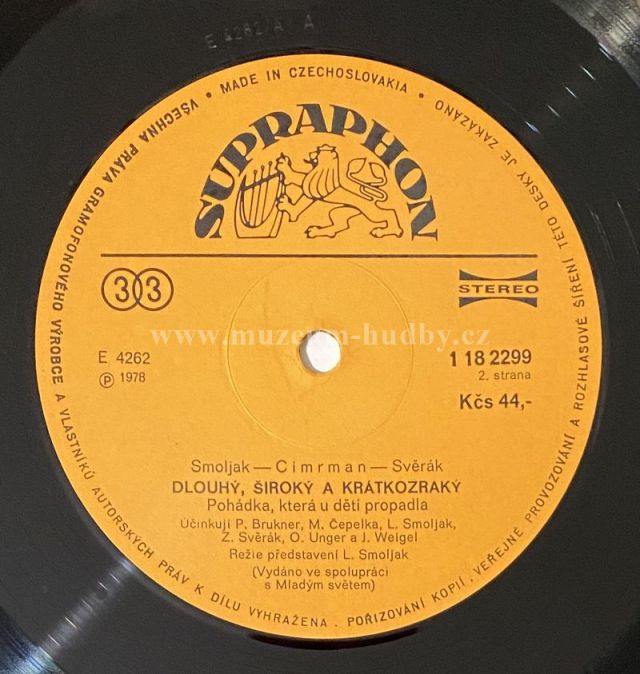 E 4262/A A
• MADE IN CZECHOSLOVAKIA •
VŠECHNA PRÁVA GRAMOFONOVÉHO VÝROBCE A VLASTNÍKŮ AUTORSKÝCH PRÁV K DÍLU VYHRAŽENA . POŘIZOVÁNÍ KOPIÍ , VEŘEJNÉ PROVOZOVÁNÍ A ROZHLASOVÉ ŠÍŘENÍ TÉTO DESKY JE ZAKÁZÁNO
SUPRAPHON
33
STEREO
www.muzeum-hudby.cz
E 4262
1 18 2299
Ⓟ 1978
2. strana
Kčs 44,-
Smoljak — Cimrman — Svěrák
DLOUHÝ, ŠIROKÝ A KRÁTKOZRAKÝ
Pohádka, která u dětí propadla
Účinkují P. Brukner, M. Čepelka, L. Smoljak,
Z. Svěrák, O. Unger a J. Weigel
Režie představení L. Smoljak
(Vydáno ve spolupráci
s Mladým světem)